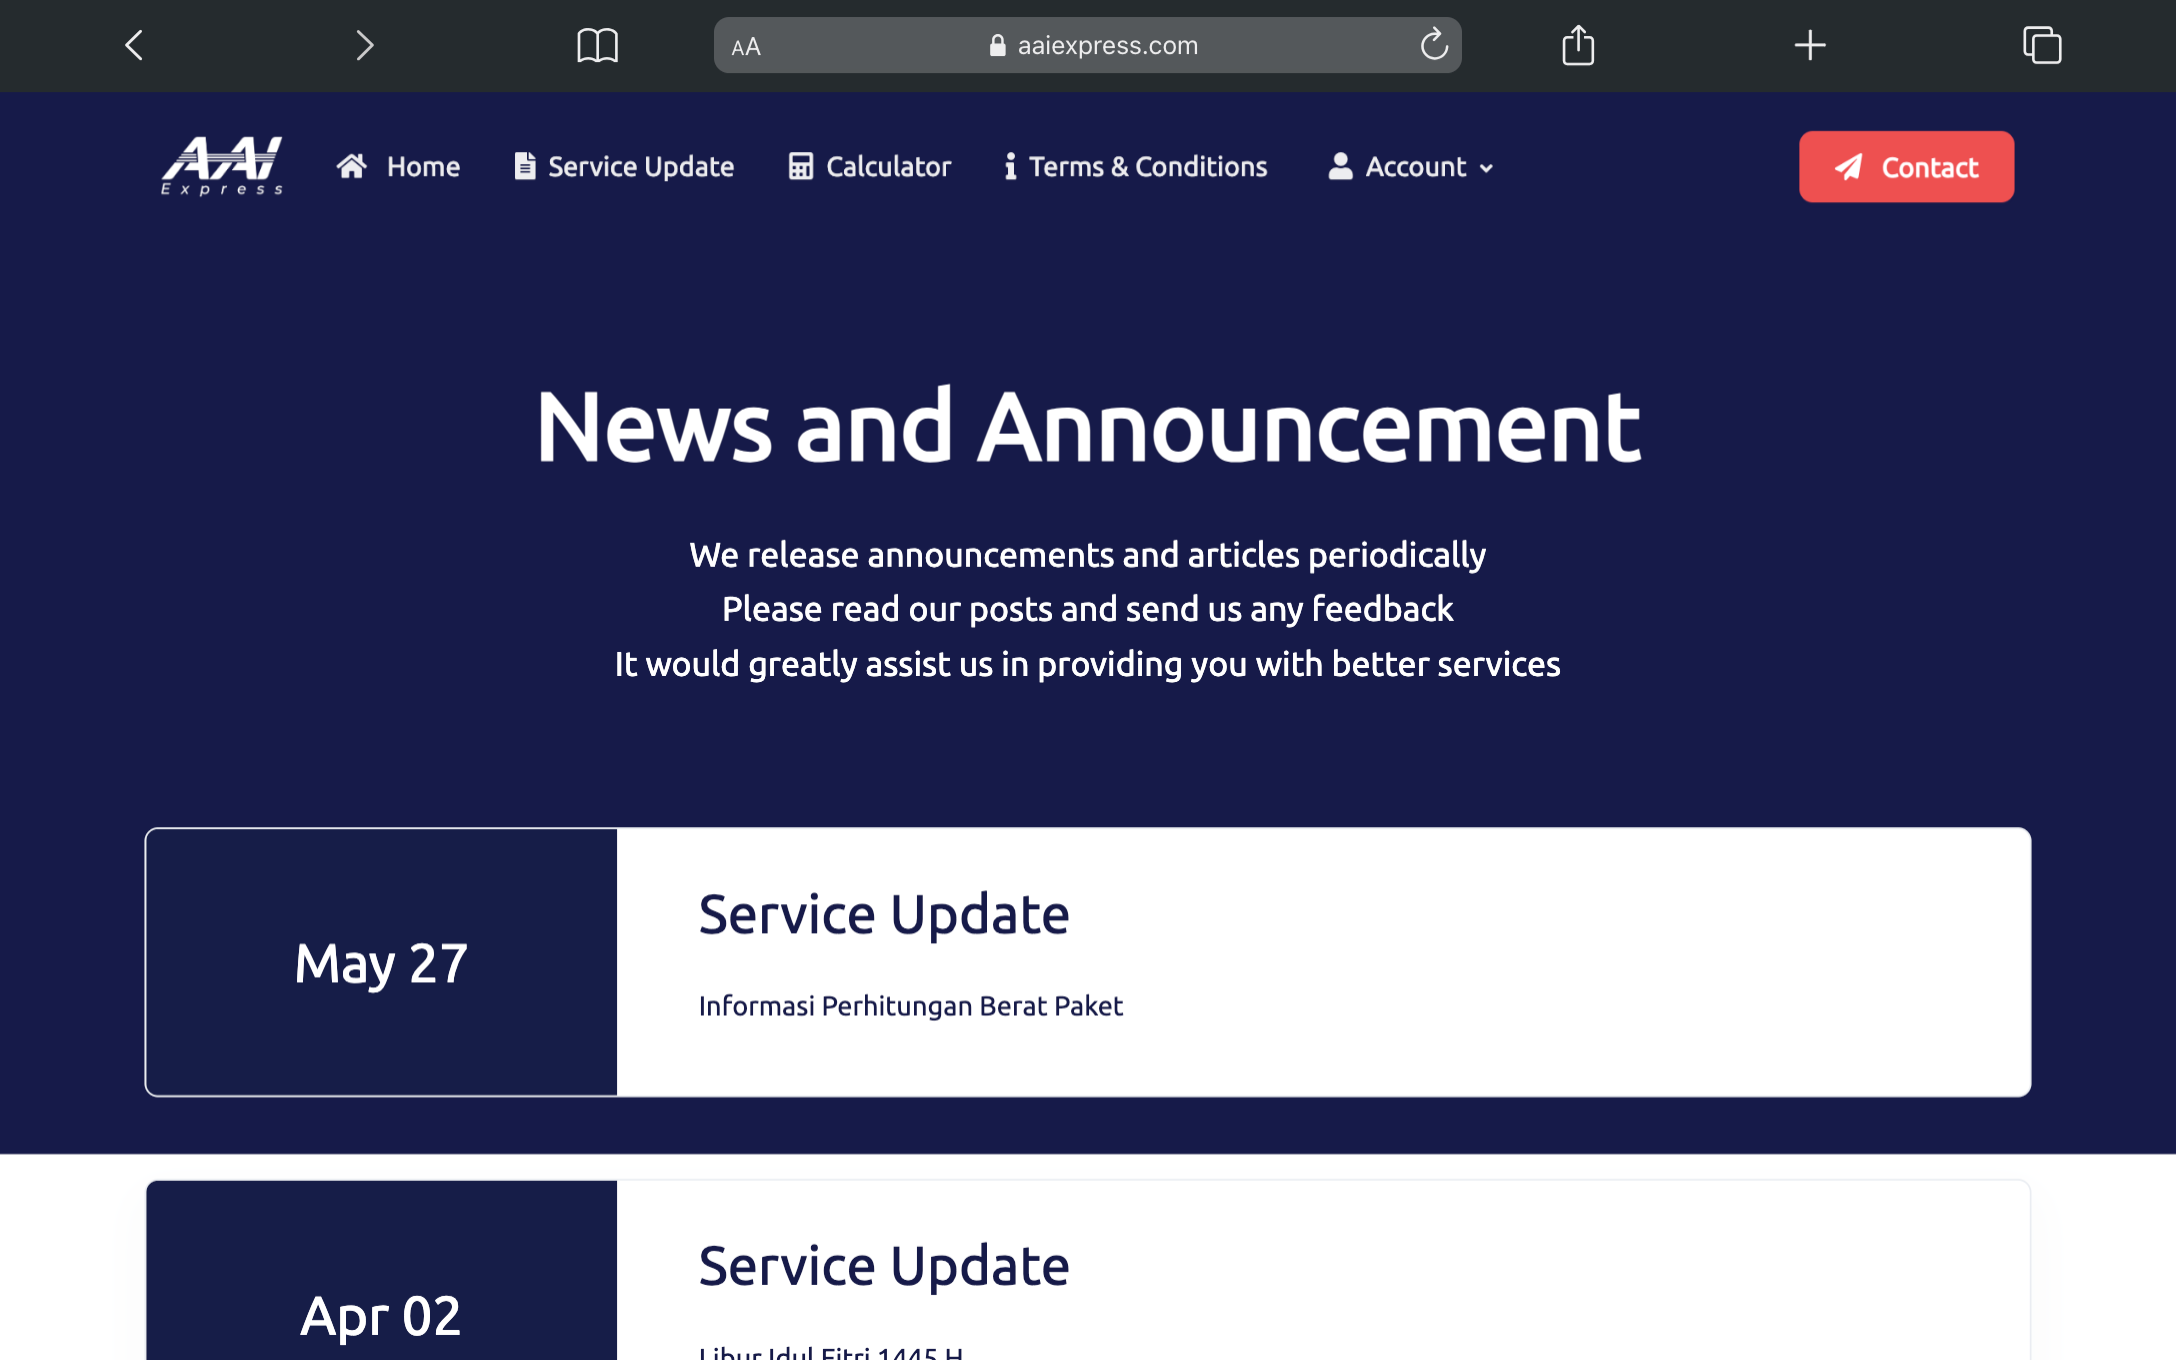 AA
aaiexpress.com
AAI
Express
Home
Service Update
Calculator
Terms & Conditions
Account
Contact
News and Announcement
We release announcements and articles periodically
Please read our posts and send us any feedback
It would greatly assist us in providing you with better services
May 27
Service Update
Informasi Perhitungan Berat Paket
Apr 02
Service Update
Libur Idul Fitri 1445 H